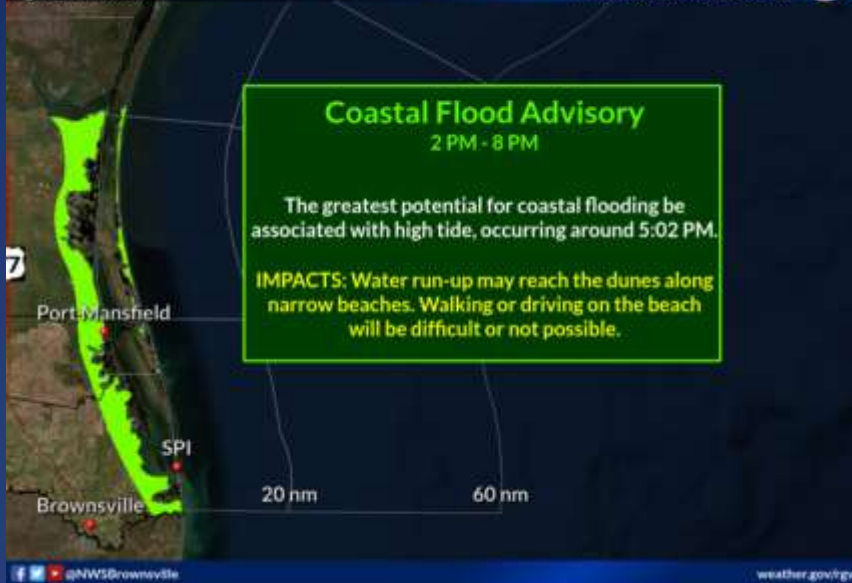 Coastal Flood Advisory
2 PM - 8 PM
The greatest potential for coastal flooding be
associated with high tide, occurring around 5:02 PM.
IMPACTS: Water run-up may reach the dunes along
narrow beaches. Walking or driving on the beach
will be difficult or not possible.
7
Port Mansfield
SPI
Brownsville
20 nm
60 nm
@NWSBrownsville
weather.gov/rgv